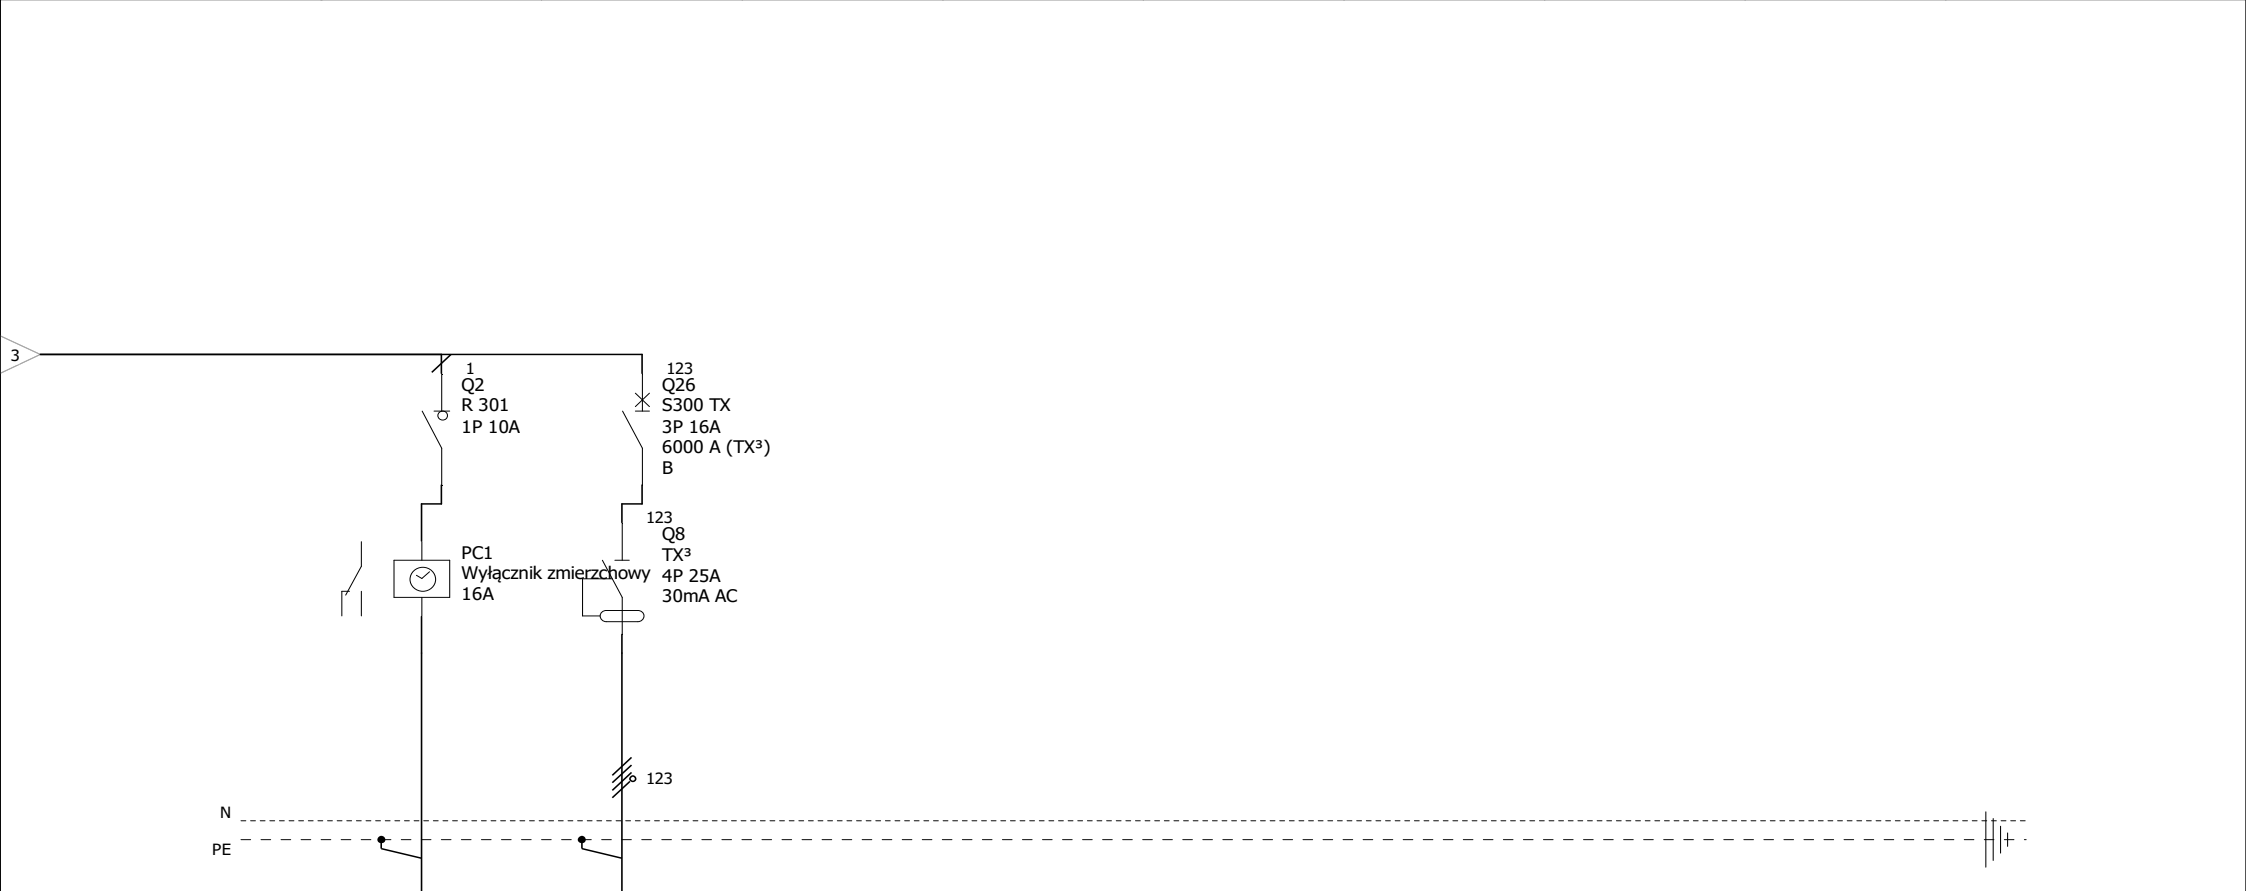 3
1
Q2
R 301
1P 10A
123
Q26
S300 TX
3P 16A
6000 A (TX³)
B
PC1
Wyłącznik zmierzchowy
16A
123
Q8
TX³
4P 25A
30mA AC
123
N
PE